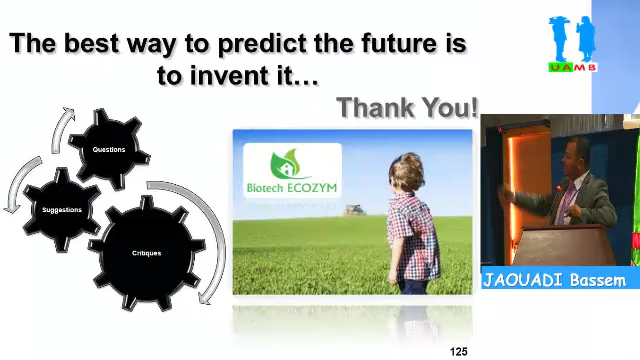 The best way to predict the future is
to invent it...
Thank You!
UAMB
Questions
Suggestions
Critiques
Biotech ECOZYM
JAOUADI Bassem
125